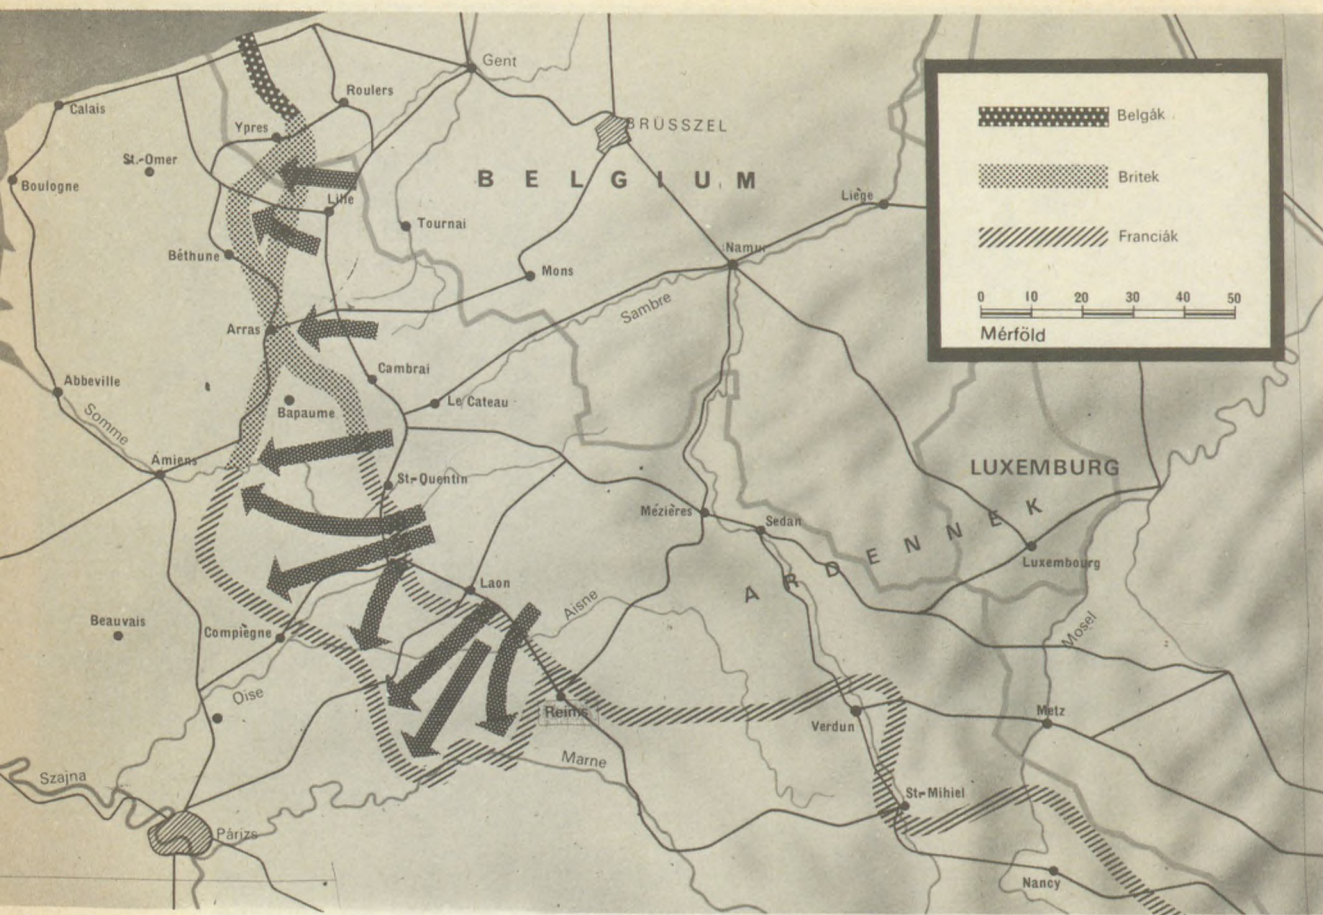 Gent
Roulers
Calais
BRÜSSZEL
Ypres
St.-Omer
BELGIUM
Boulogne
Lille
Liège
Tournai
Namur
Béthune
Mons
Sambre
Arras
Cambrai
Abbeville
Le Cateau
Bapaume
Somme
Amiens
LUXEMBURG
St-Quentin
Mézières
Sedan
ARDENNEK
Luxembourg
Laon
Aisne
Beauvais
Compiègne
Mosel
Oise
Reims
Verdun
Metz
Marne
Szajna
St-Mihiel
Párizs
Nancy
Belgák
Britek
Franciák
0 10 20 30 40 50
Mérföld